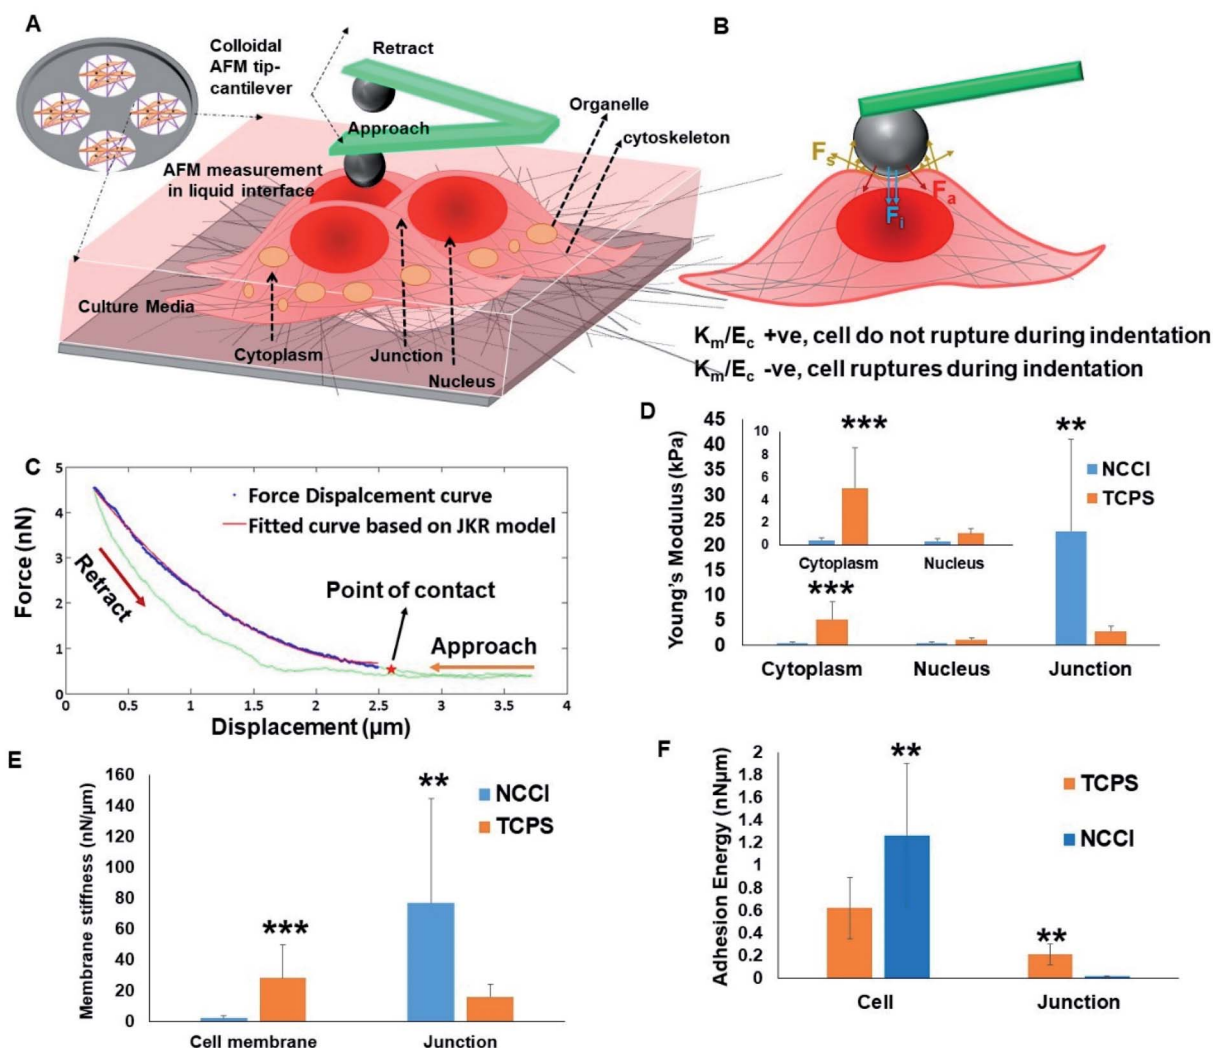 A
Colloidal
AFM tip-
cantilever
Retract
Approach
Organelle
cytoskeleton
AFM measurement
in liquid interface
Culture Media
Cytoplasm
Junction
Nucleus
B
Fs
Fa
Fi
Km/Ec +ve, cell do not rupture during indentation
Km/Ec -ve, cell ruptures during indentation
C
Force (nN)
5
4
3
2
1
0
Force Dispalcement curve
Fitted curve based on JKR model
Retract
Point of contact
Approach
0 0.5 1 1.5 2 2.5 3 3.5 4
Displacement (µm)
D
Young's Modulus (kPa)
45
40
35
30
25
20
15
10
5
0
10
8
6
4
2
0
***
Cytoplasm Nucleus
**
NCCI
TCPS
***
Cytoplasm Nucleus Junction
E
Membrane stiffness (nN/µm)
160
140
120
100
80
60
40
20
0
***
**
NCCI
TCPS
Cell membrane Junction
F
Adhesion Energy (nNµm)
2
1.8
1.6
1.4
1.2
1
0.8
0.6
0.4
0.2
0
**
**
TCPS
NCCI
Cell Junction